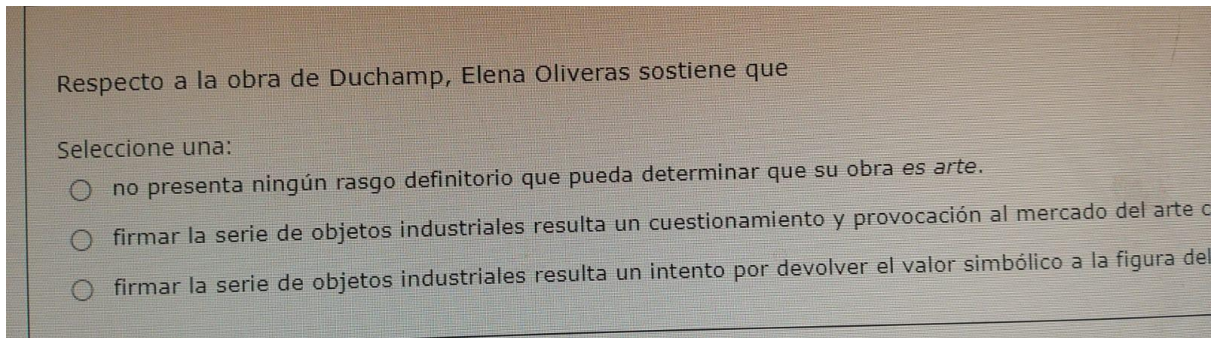 Respecto a la obra de Duchamp, Elena Oliveras sostiene que
Seleccione una:
no presenta ningún rasgo definitorio que pueda determinar que su obra es arte.
firmar la serie de objetos industriales resulta un cuestionamiento y provocación al mercado del arte
firmar la serie de objetos industriales resulta un intento por devolver el valor simbólico a la figura del